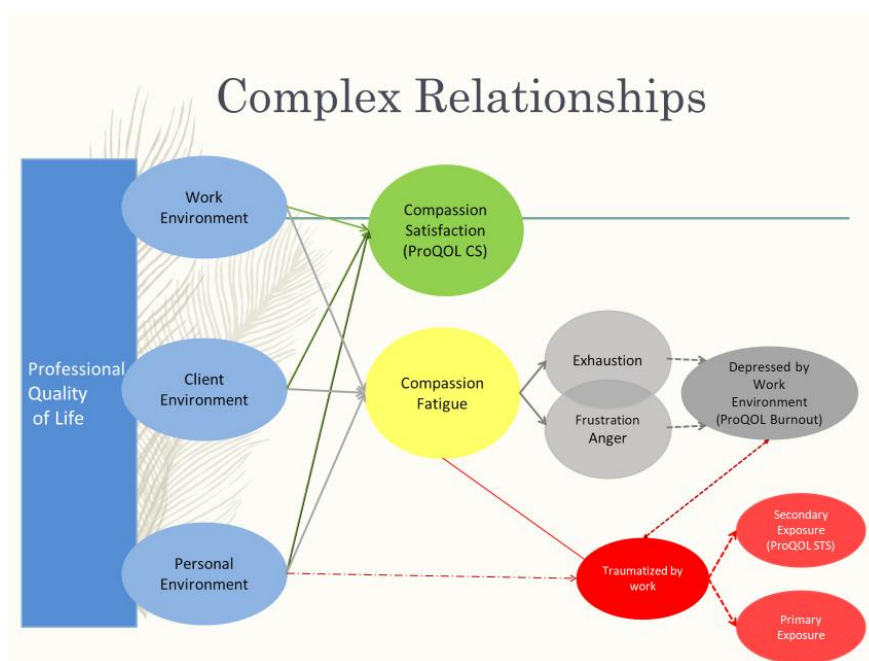 Complex Relationships
Professional
Quality
of Life
Work
Environment
Client
Environment
Personal
Environment
Compassion
Satisfaction
(ProQOL CS)
Compassion
Fatigue
Exhaustion
Frustration
Anger
Depressed by
Work
Environment
(ProQOL Burnout)
Traumatized by
work
Secondary
Exposure
(ProQOL STS)
Primary
Exposure